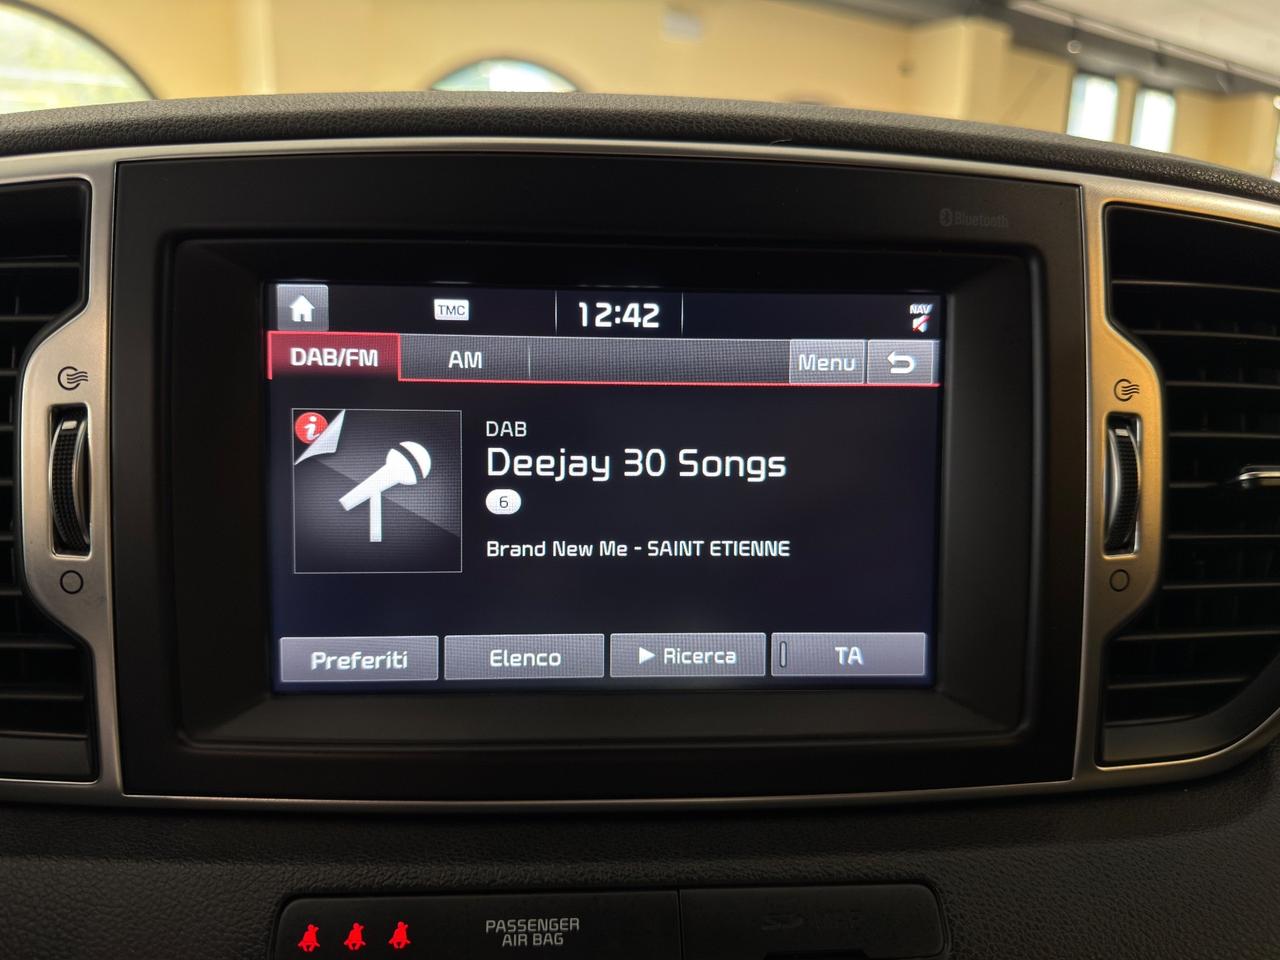 Bluetooth
TMC
12:42
NAV
DAB/FM
AM
Menu
i
DAB
Deejay 30 Songs
6
Brand New Me - SAINT ETIENNE
Preferiti
Elenco
Ricerca
TA
PASSENGER
AIR BAG